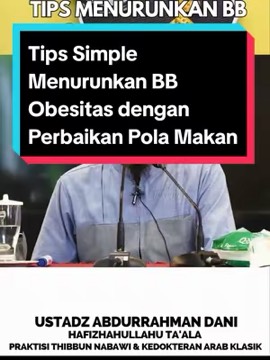 TIPS MENURUNKAN BB
Tips Simple
Menurunkan BB
Obesitas dengan
Perbaikan Pola Makan
USTADZ ABDURRAHMAN DANI
HAFIZHAHULLAHU TA'ALA
PRAKTISI THIBBUN NABAWI & KEDOKTERAN ARAB KLASIK